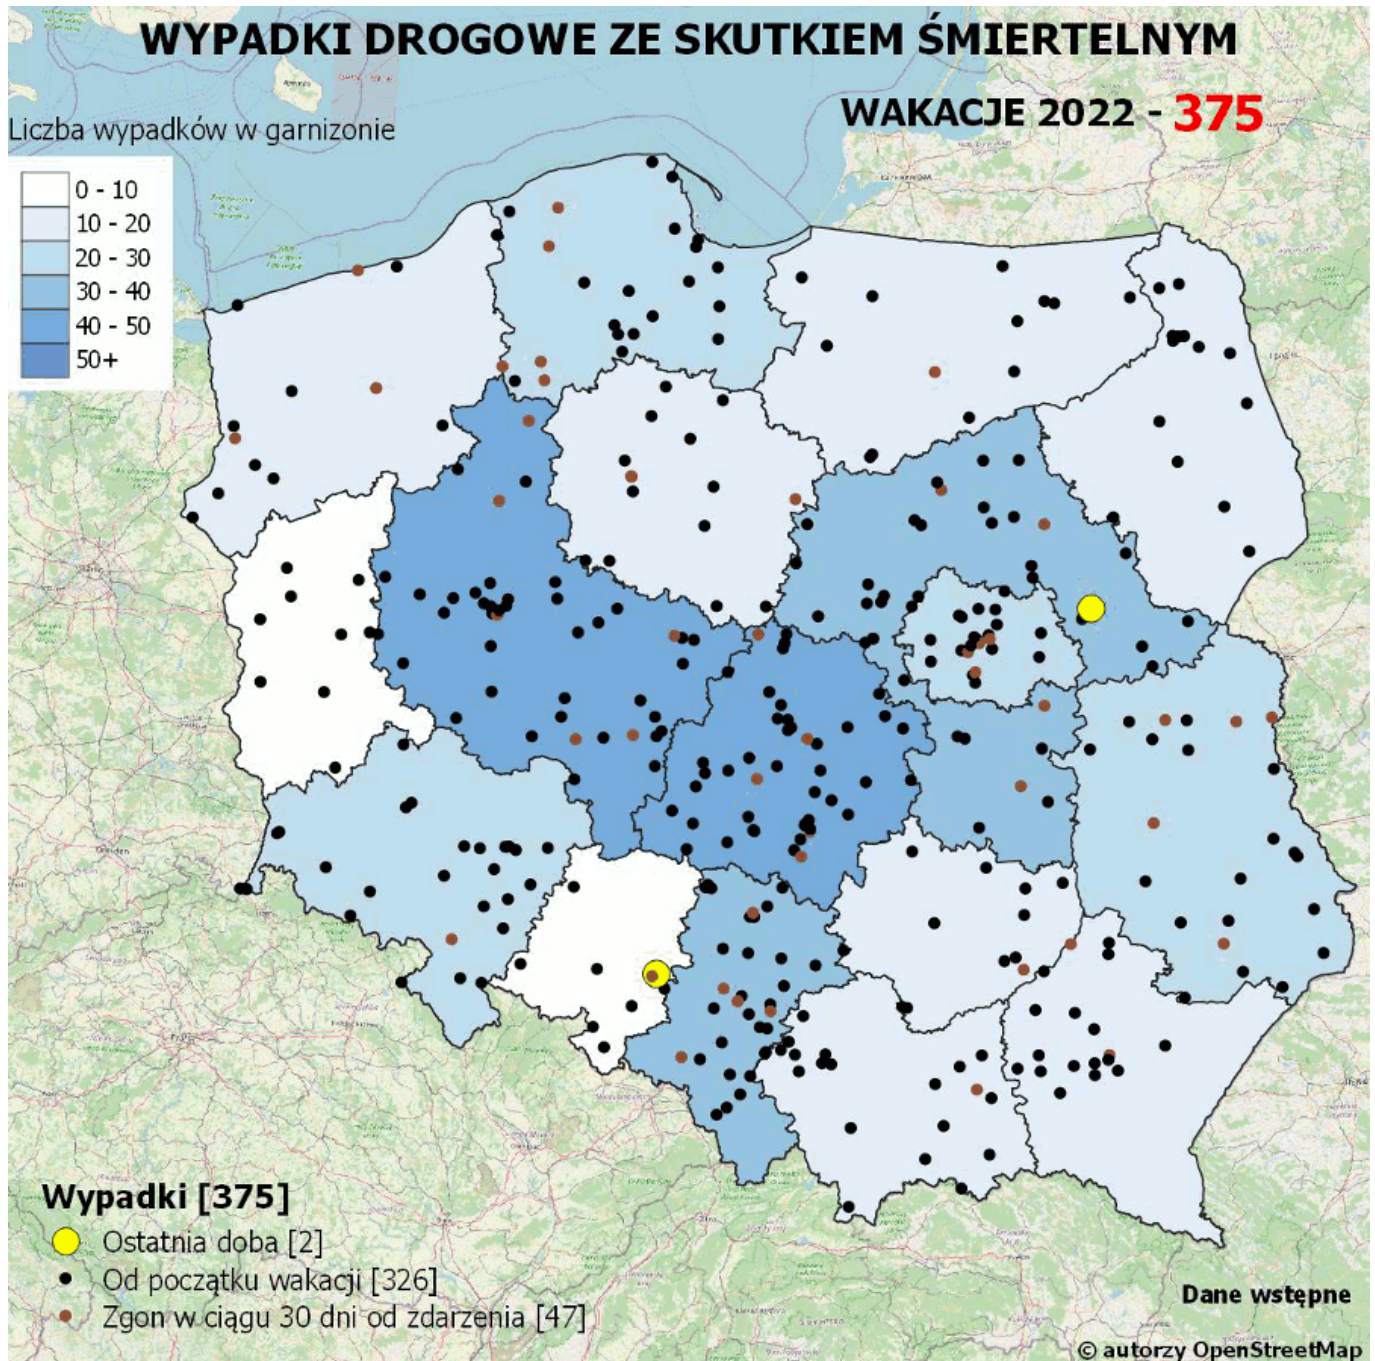 WYPADKI DROGOWE ZE SKUTKIEM ŚMIERTELNYM
WAKACJE 2022 - 375
Liczba wypadków w garnizonie
0 - 10
10 - 20
20 - 30
30 - 40
40 - 50
50+
Wypadki [375]
Ostatnia doba [2]
Od początku wakacji [326]
Zgon w ciągu 30 dni od zdarzenia [47]
Dane wstępne
© autorzy OpenStreetMap